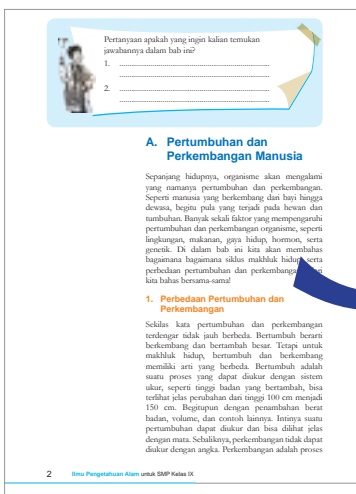 Pertanyaan apakah yang ingin kalian temukan
jawabannya dalam bab ini?
1.
2.
A. Pertumbuhan dan
Perkembangan Manusia
Sepanjang hidupnya, organisme akan mengalami
yang namanya pertumbuhan dan perkembangan.
Seperti manusia yang berkembang dari bayi hingga
dewasa, begitu pula yang terjadi pada hewan dan
tumbuhan. Banyak sekali faktor yang mempengaruhi
pertumbuhan dan perkembangan organisme, seperti
lingkungan, makanan, gaya hidup, hormon, serta
genetik. Di dalam bab ini kita akan membahas
bagaimana bagaimana siklus makhluk hidup serta
perbedaan pertumbuhan dan perkembangan
kita bahas bersama-sama!
1. Perbedaan Pertumbuhan dan
Perkembangan
Sekilas kata pertumbuhan dan perkembangan
terdengar tidak jauh berbeda. Bertumbuh berarti
berkembang dan bertambah besar. Tetapi untuk
makhluk hidup, bertumbuh dan berkembang
memiliki arti yang berbeda. Bertumbuh adalah
suatu proses yang dapat diukur dengan sistem
ukur, seperti tinggi badan yang bertambah, bisa
terlihat jelas perubahan dari tinggi 100 cm menjadi
150 cm. Begitupun dengan penambahan berat
badan, volume, dan contoh lainnya. Intinya suatu
pertumbuhan dapat diukur dan bisa dilihat jelas
dengan mata. Sebaliknya, perkembangan tidak dapat
diukur dengan angka. Perkembangan adalah proses
2 Ilmu Pengetahuan Alam untuk SMP Kelas IX